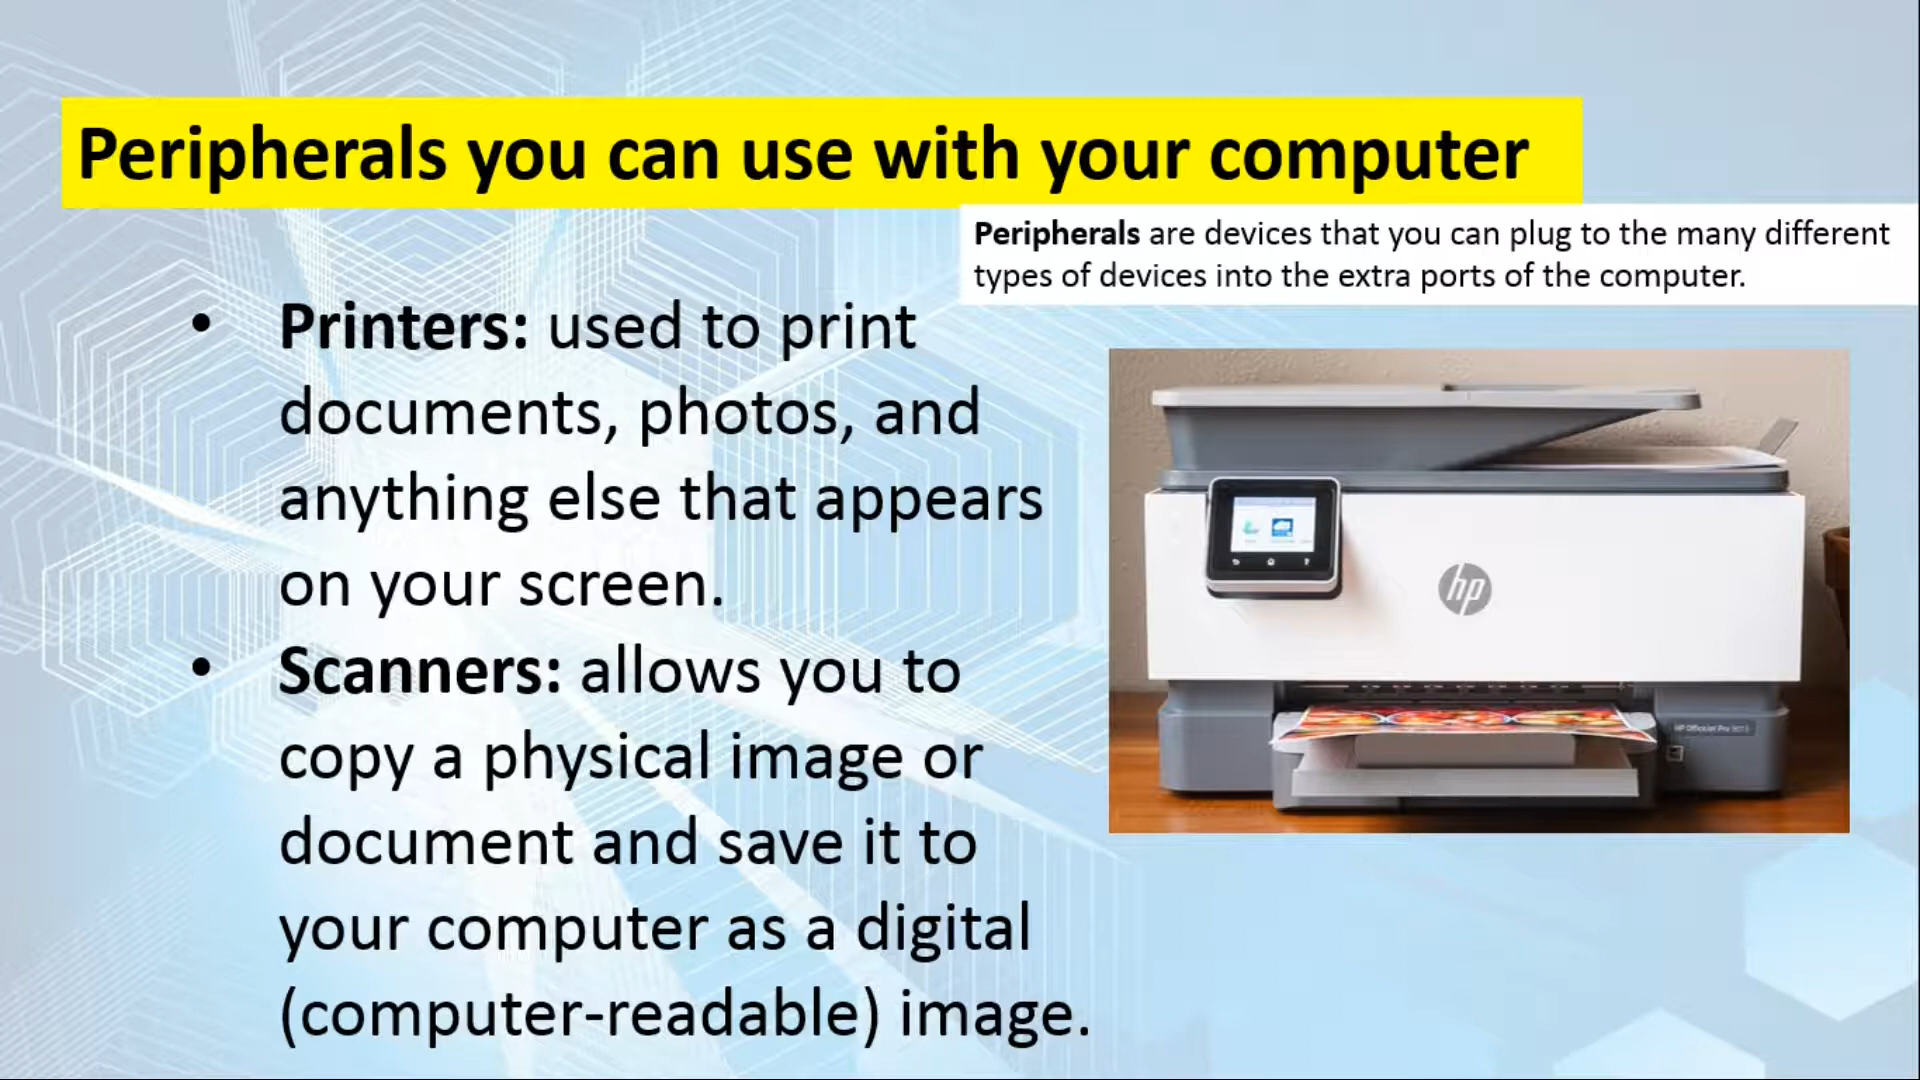 Peripherals you can use with your computer
Peripherals are devices that you can plug to the many different
types of devices into the extra ports of the computer.
• Printers: used to print
documents, photos, and
anything else that appears
on your screen.
• Scanners: allows you to
copy a physical image or
document and save it to
your computer as a digital
(computer-readable) image.
hp
HP OfficeJet Pro